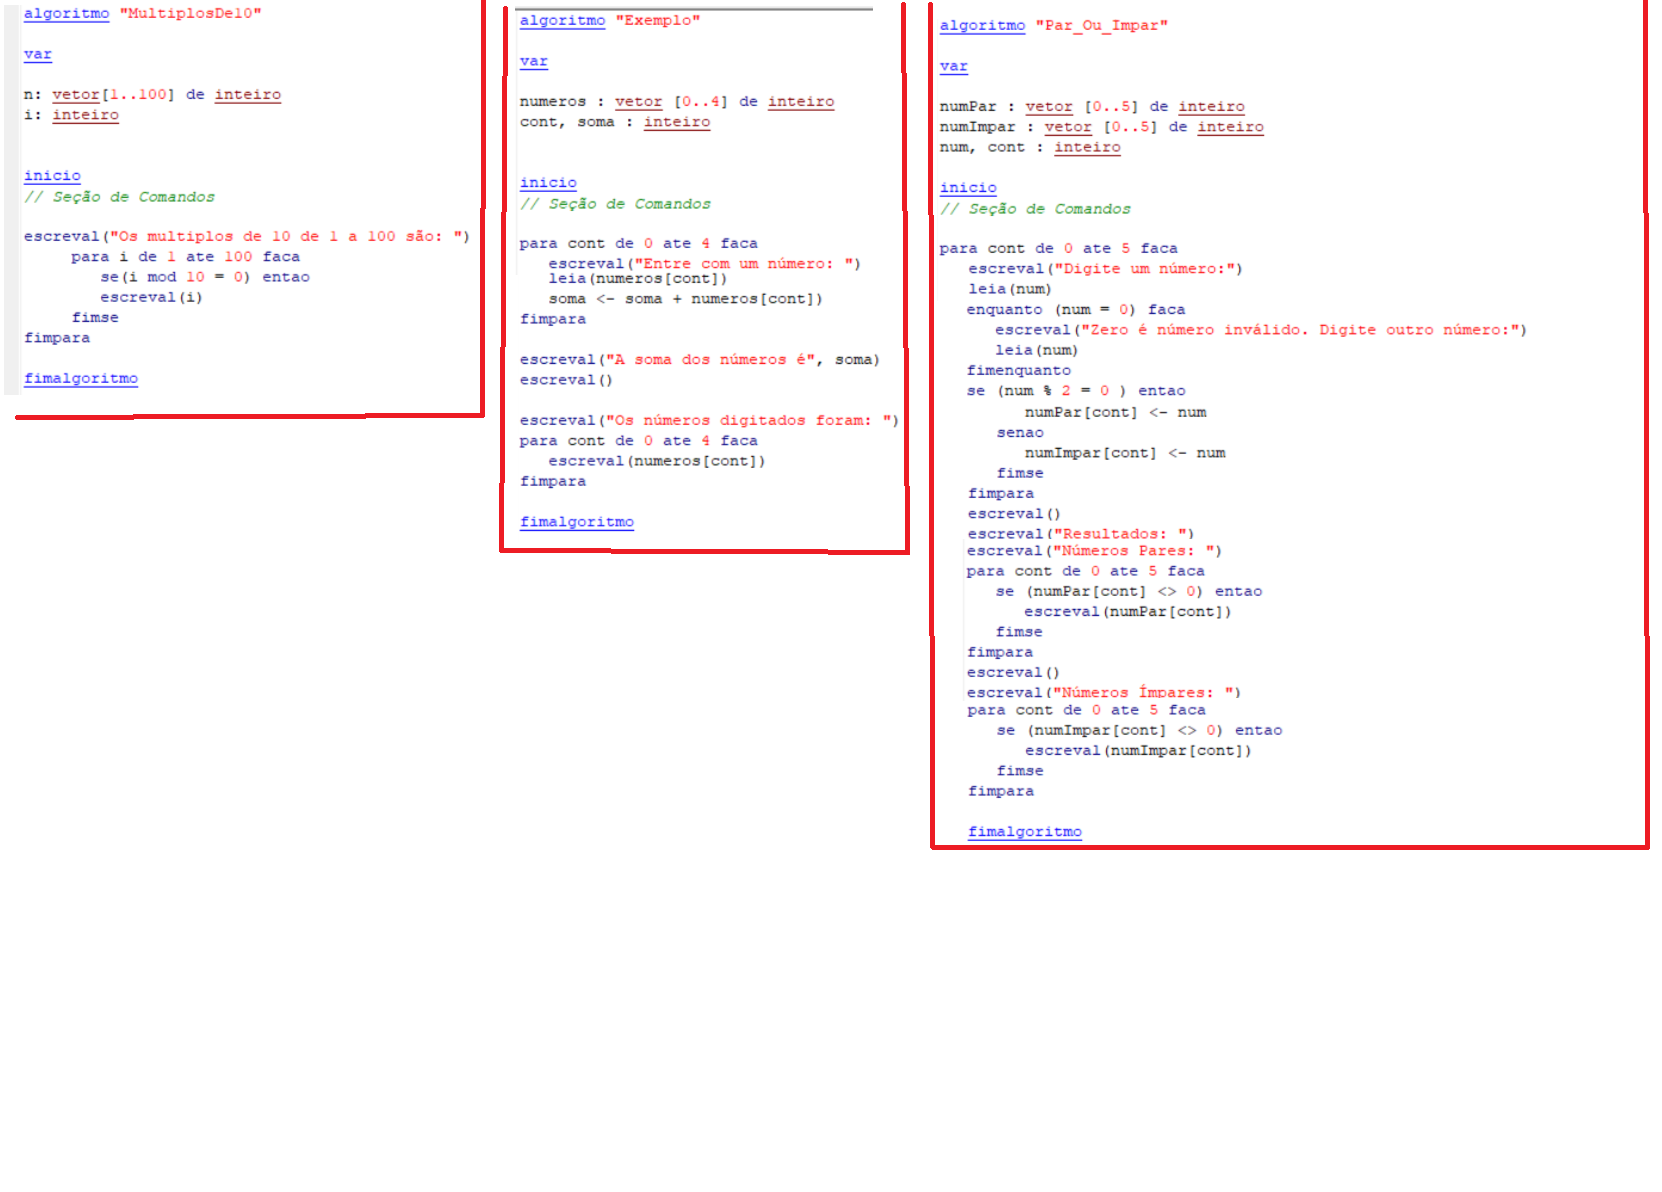 algoritmo "MultiplosDe10"
var
n: vetor[1..100] de inteiro
i: inteiro
inicio
// Seção de Comandos
escreval("Os multiplos de 10 de 1 a 100 são: ")
para i de 1 ate 100 faca
se(i mod 10 = 0) entao
escreval(i)
fimse
fimpara
fimalgoritmo
algoritmo "Exemplo"
var
numeros : vetor [0..4] de inteiro
cont, soma : inteiro
inicio
// Seção de Comandos
para cont de 0 ate 4 faca
escreval("Entre com um número: ")
leia(numeros[cont])
soma <- soma + numeros[cont])
fimpara
escreval("A soma dos números é", soma)
escreval()
escreval("Os números digitados foram: ")
para cont de 0 ate 4 faca
escreval(numeros[cont])
fimpara
fimalgoritmo
algoritmo "Par_Ou_Impar"
var
numPar : vetor [0..5] de inteiro
numImpar : vetor [0..5] de inteiro
num, cont : inteiro
inicio
// Seção de Comandos
para cont de 0 ate 5 faca
escreval("Digite um número:")
leia(num)
enquanto (num = 0) faca
escreval("Zero é número inválido. Digite outro número:")
leia(num)
fimenquanto
se (num % 2 = 0 ) entao
numPar[cont] <- num
senao
numImpar[cont] <- num
fimse
fimpara
escreval()
escreval("Resultados: ")
escreval("Números Pares: ")
para cont de 0 ate 5 faca
se (numPar[cont] <> 0) entao
escreval(numPar[cont])
fimse
fimpara
escreval()
escreval("Números Ímpares: ")
para cont de 0 ate 5 faca
se (numImpar[cont] <> 0) entao
escreval(numImpar[cont])
fimse
fimpara
fimalgoritmo